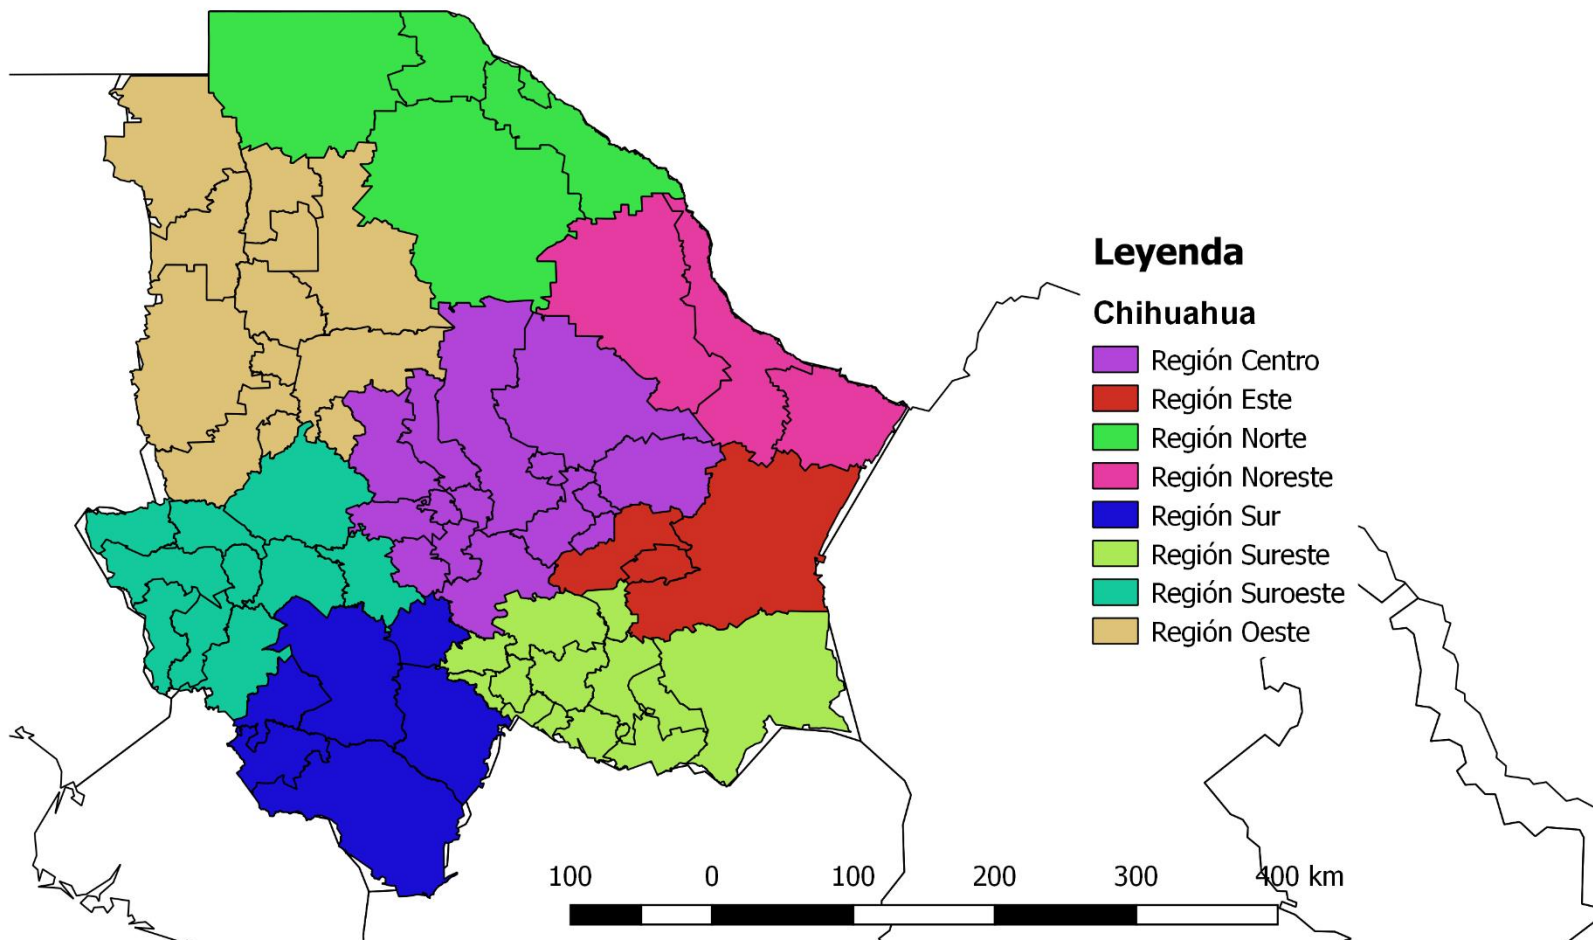 Leyenda
Chihuahua
Región Centro
Región Este
Región Norte
Región Noreste
Región Sur
Región Sureste
Región Suroeste
Región Oeste
100 0 100 200 300 400 km